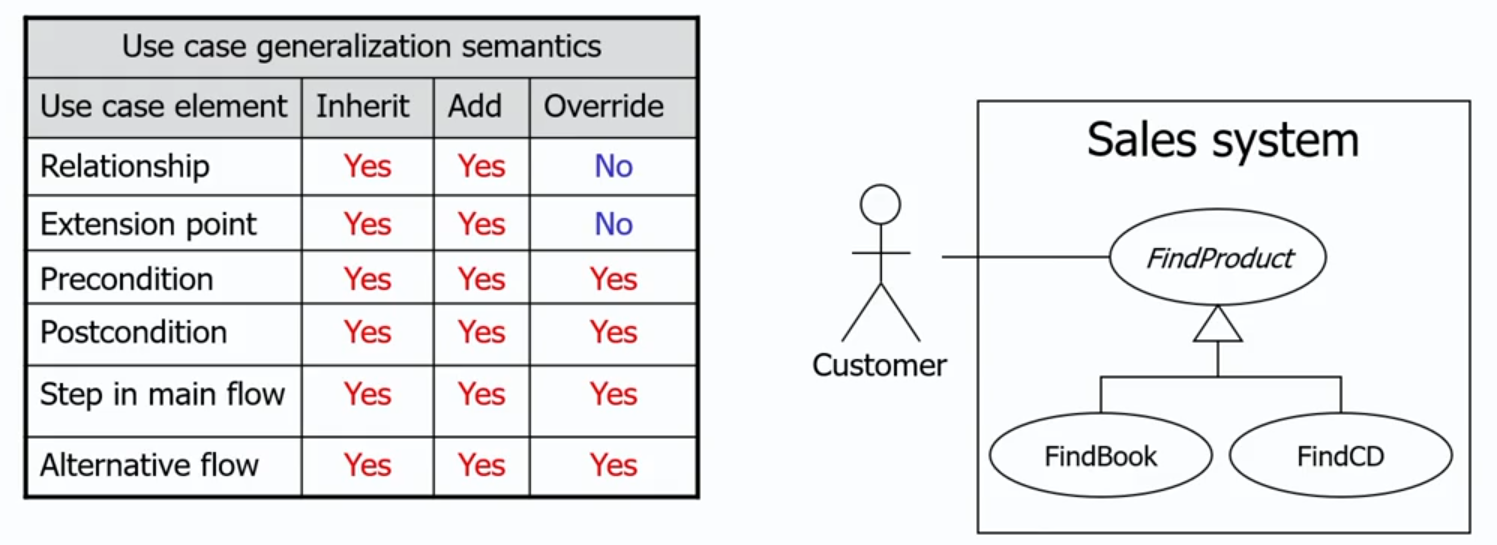 Use case generalization semantics
Use case element Inherit Add Override
Relationship Yes Yes No
Extension point Yes Yes No
Precondition Yes Yes Yes
Postcondition Yes Yes Yes
Step in main flow Yes Yes Yes
Alternative flow Yes Yes Yes
Sales system
FindProduct
Customer
FindBook
FindCD